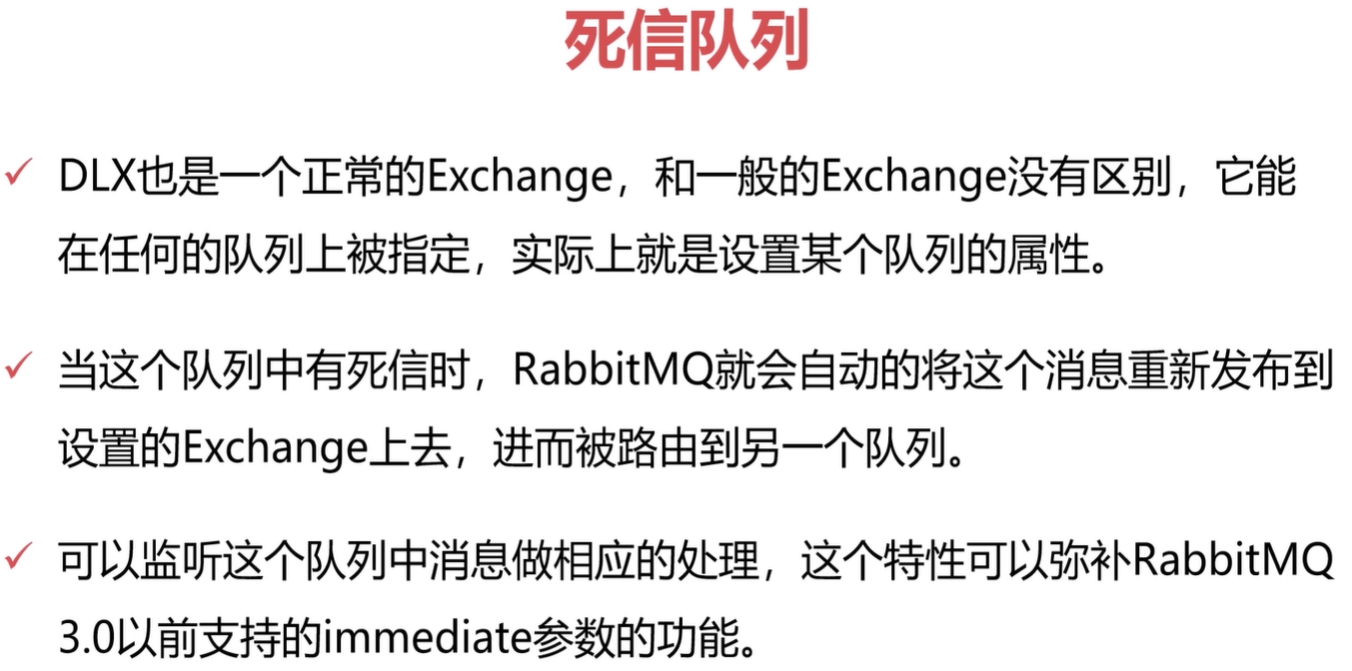 死信队列
✓ DLX也是一个正常的Exchange，和一般的Exchange没有区别，它能
在任何的队列上被指定，实际上就是设置某个队列的属性。
✓ 当这个队列中有死信时，RabbitMQ就会自动的将这个消息重新发布到
设置的Exchange上去，进而被路由到另一个队列。
✓ 可以监听这个队列中消息做相应的处理，这个特性可以弥补RabbitMQ
3.0以前支持的immediate参数的功能。